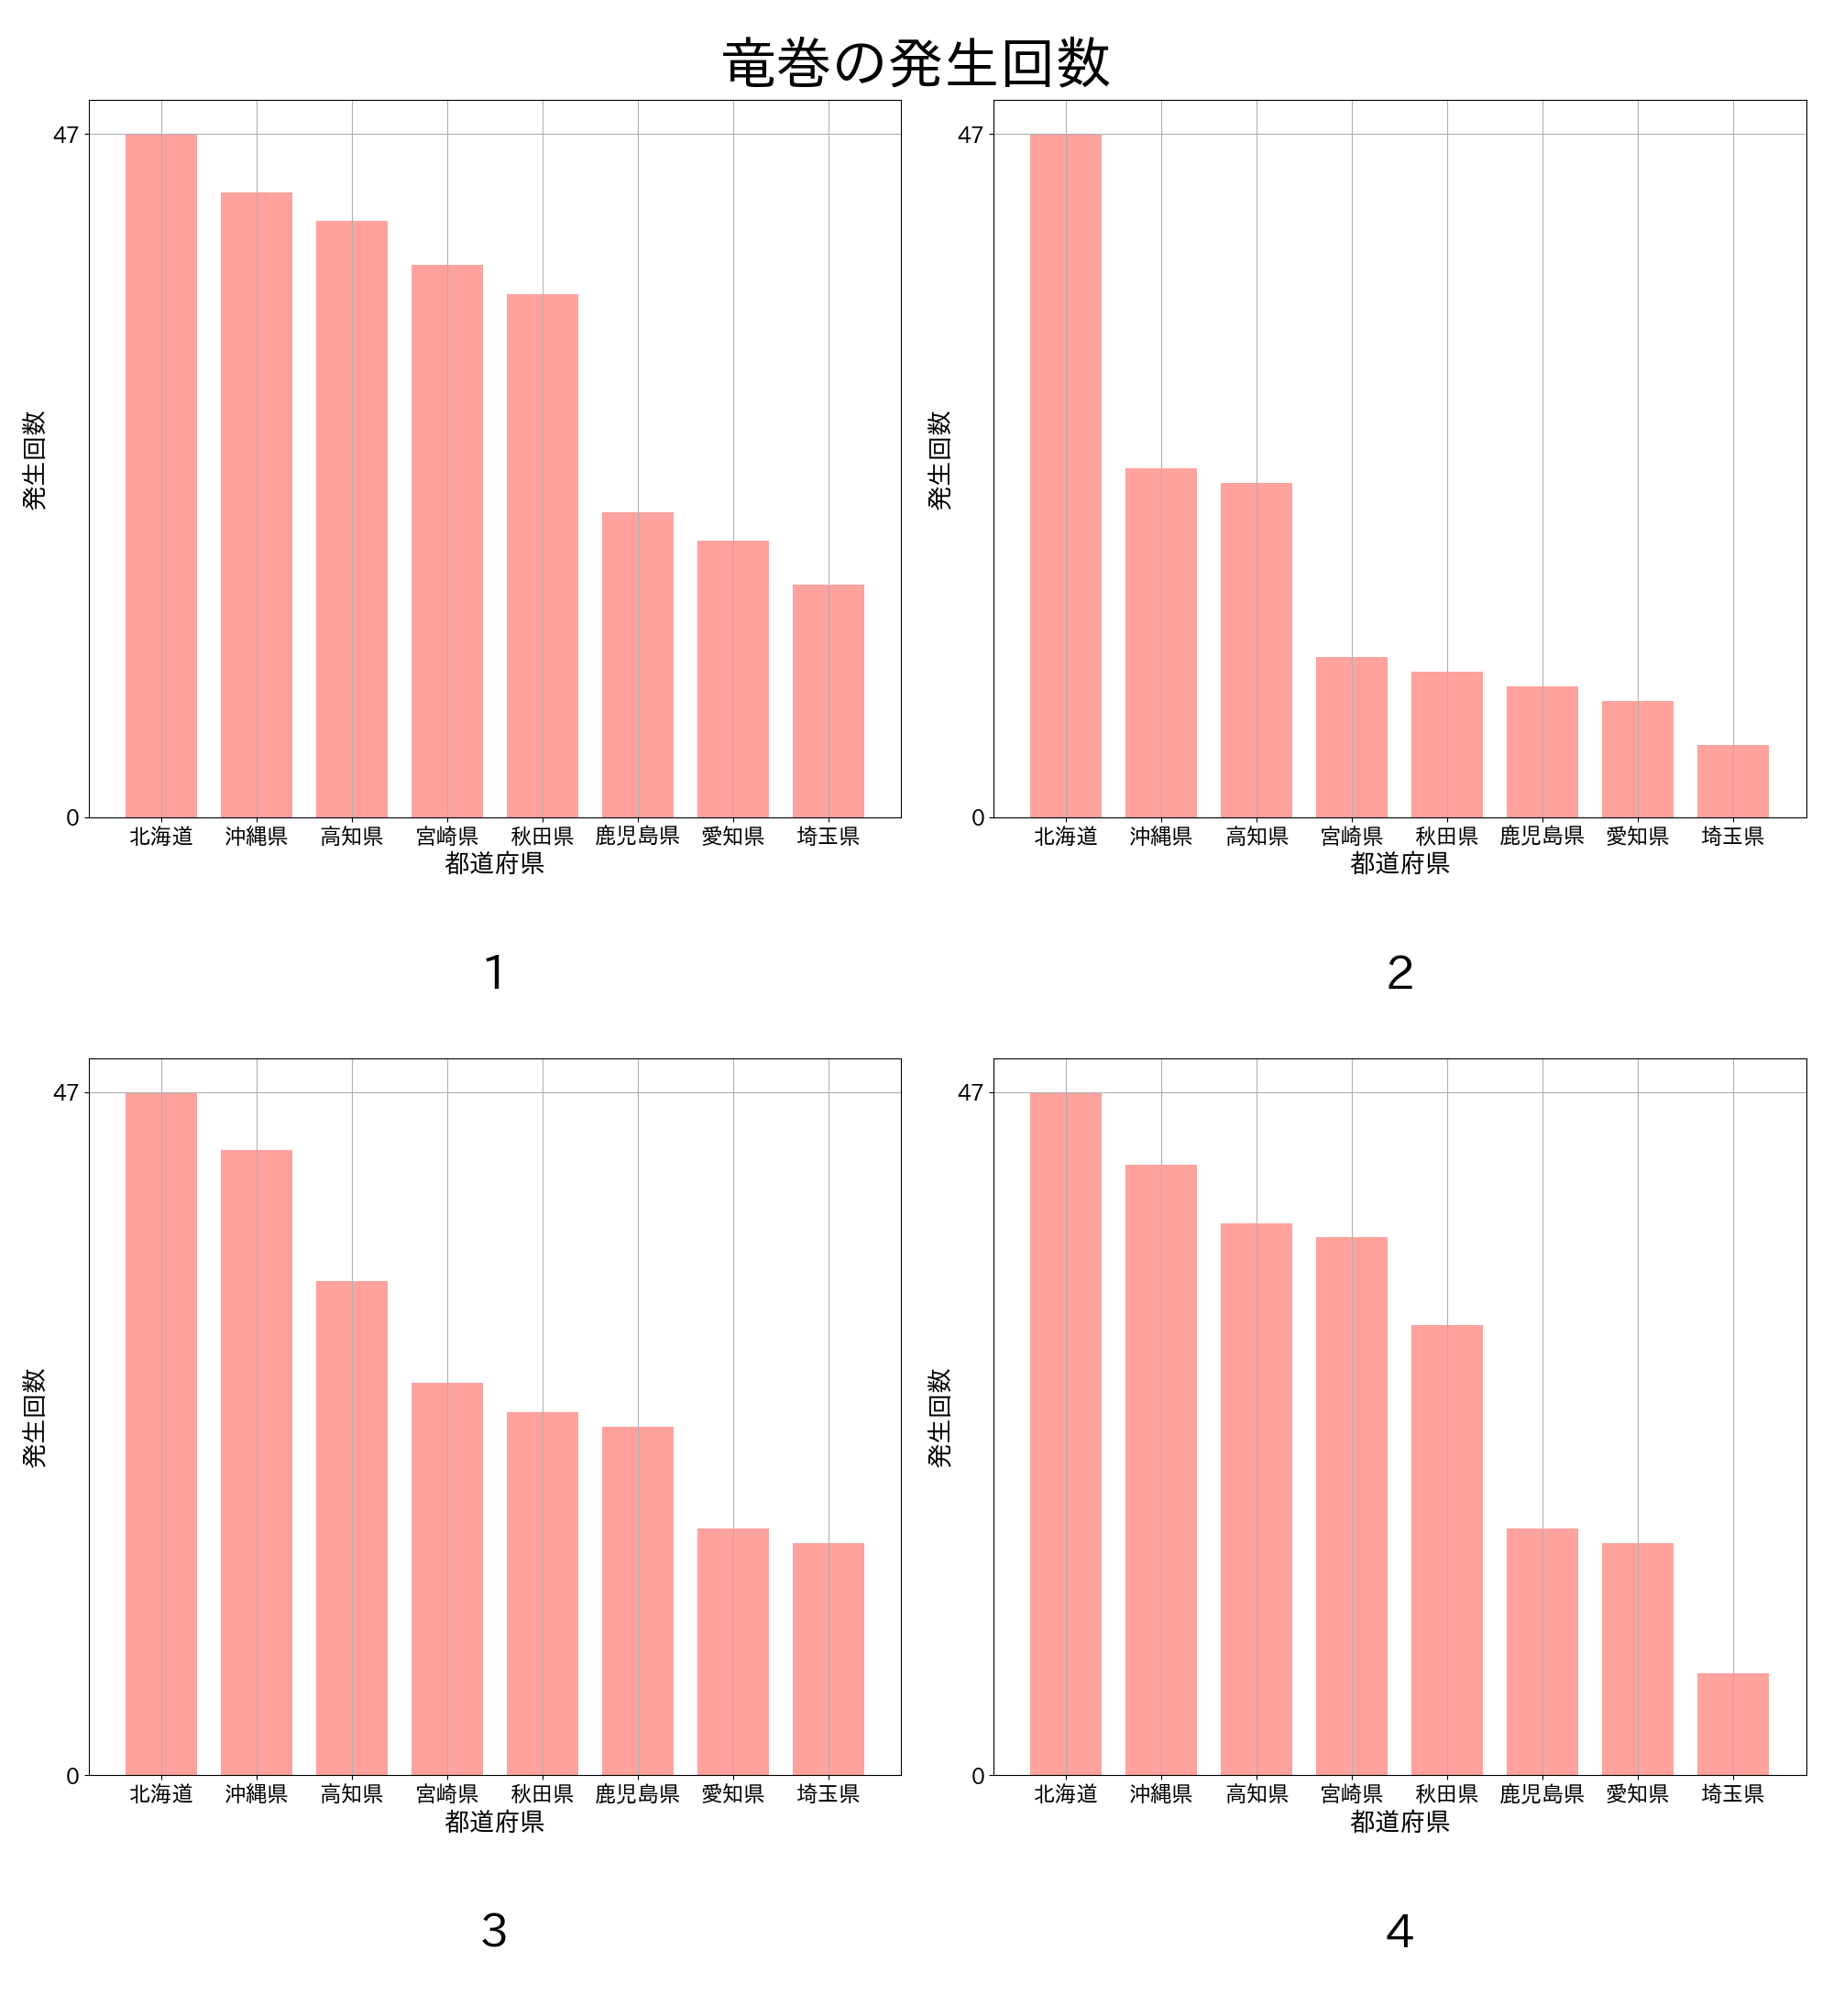 竜巻の発生回数
47
0
発生回数
北海道 沖縄県 高知県 宮崎県 秋田県 鹿児島県 愛知県 埼玉県
都道府県
1
47
0
発生回数
北海道 沖縄県 高知県 宮崎県 秋田県 鹿児島県 愛知県 埼玉県
都道府県
2
47
0
発生回数
北海道 沖縄県 高知県 宮崎県 秋田県 鹿児島県 愛知県 埼玉県
都道府県
3
47
0
発生回数
北海道 沖縄県 高知県 宮崎県 秋田県 鹿児島県 愛知県 埼玉県
都道府県
4